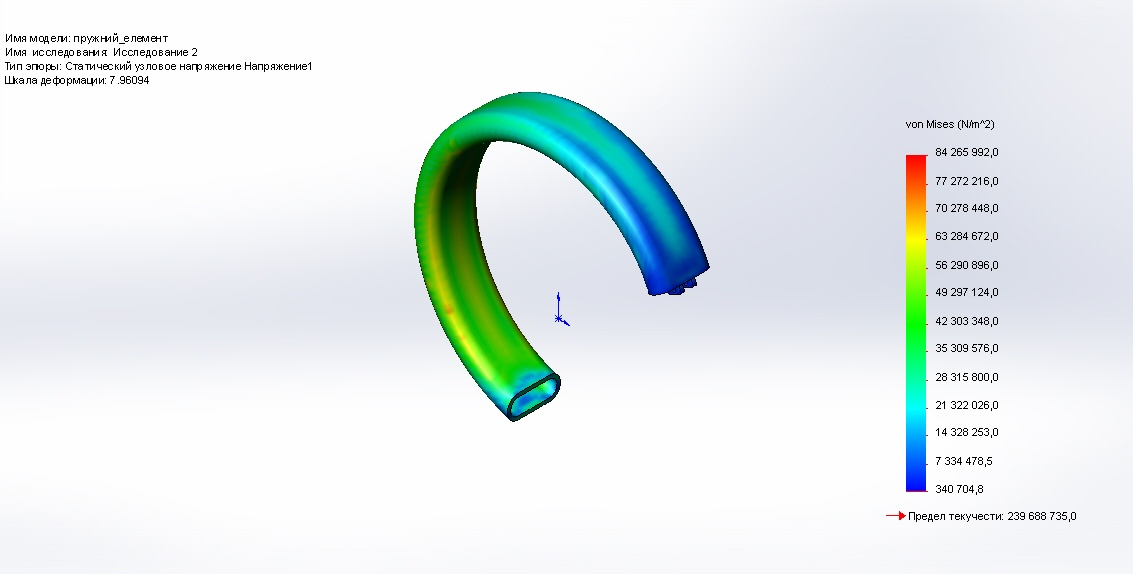 Имя модели: пружний_елемент
Имя исследования: Исследование 2
Тип эпюры: Статический узловое напряжение Напряжение1
Шкала деформации: 7.96094
von Mises (N/m^2)
84 265 992,0
77 272 216,0
70 278 448,0
63 284 672,0
56 290 896,0
49 297 124,0
42 303 348,0
35 309 576,0
28 315 800,0
21 322 026,0
14 328 253,0
7 334 478,5
340 704,8
Предел текучести: 239 688 735,0